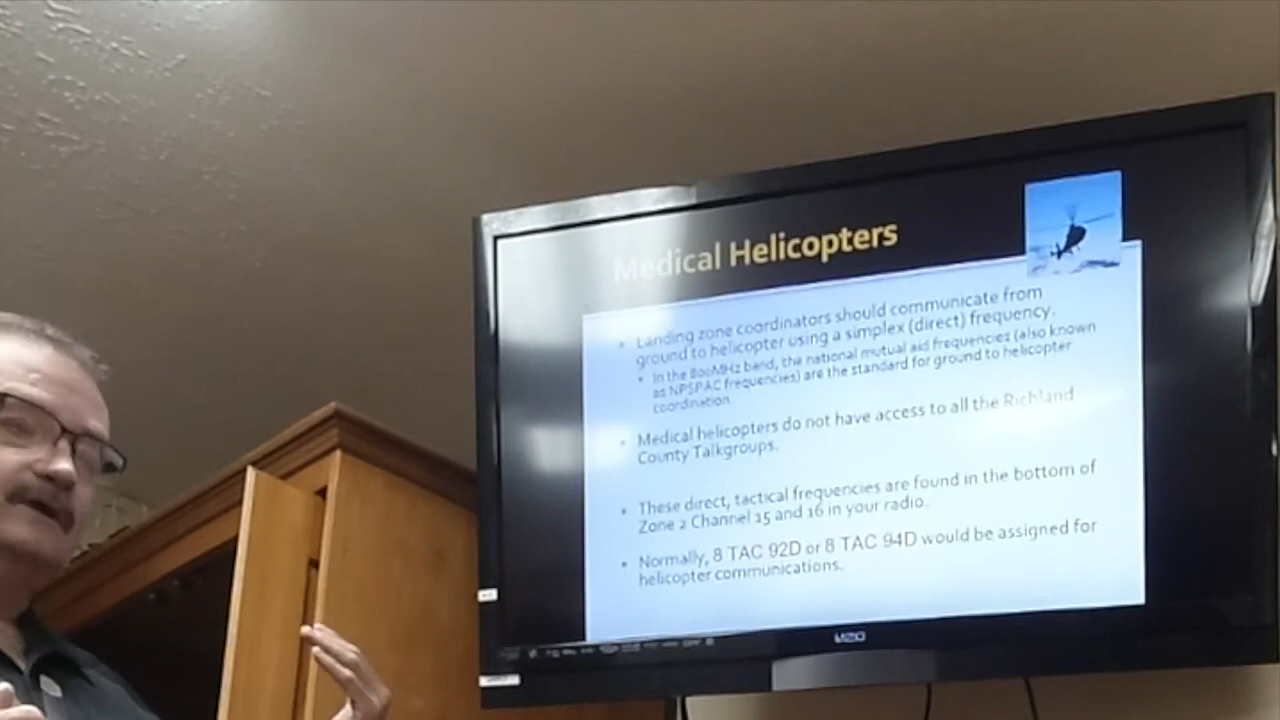 Medical Helicopters
Landing zone coordinators should communicate from
ground to helicopter using a simplex (direct) frequency.
In the 800MHz band, the national mutual aid frequencies (also known
as NPSPAC frequencies) are the standard for ground to helicopter
coordination.
Medical helicopters do not have access to all the Richland
County Talkgroups.
These direct, tactical frequencies are found in the bottom of
Zone 2 Channel 15 and 16 in your radio.
Normally, 8 TAC 92D or 8 TAC 94D would be assigned for
helicopter communications.
VIZIO